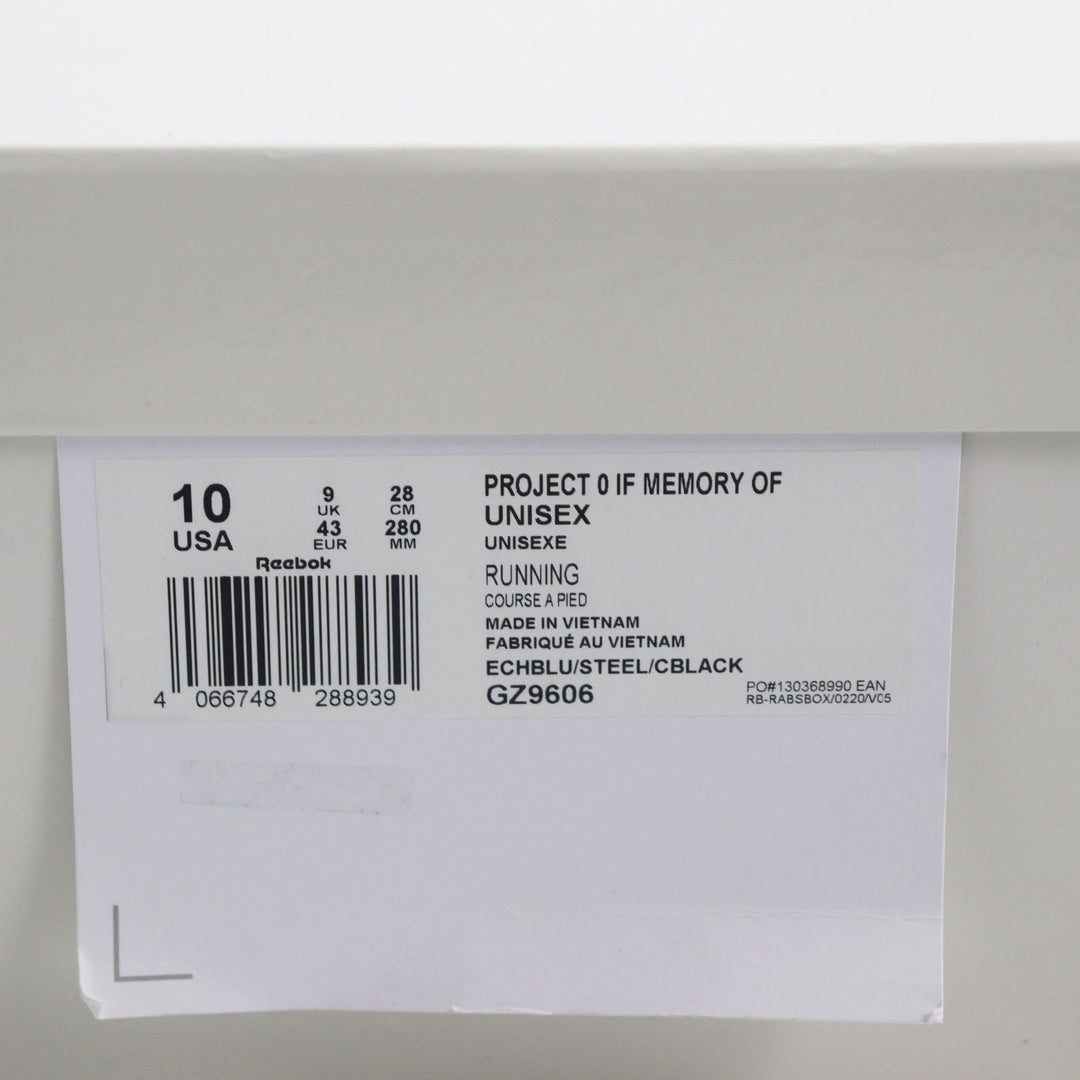 10
USA
9
UK
43
EUR
28
CM
280
MM
Reebok
4 066748 288939
PROJECT 0 IF MEMORY OF
UNISEX
UNISEXE
RUNNING
COURSE A PIED
MADE IN VIETNAM
FABRIQUÉ AU VIETNAM
ECHBLU/STEEL/CBLACK
GZ9606
PO#130368990 EAN
RB-RABSBOX/0220/V05